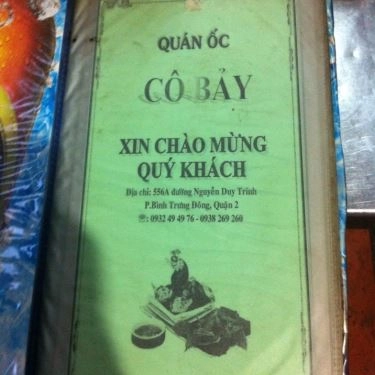 QUÁN ỐC
CÔ BẢY
XIN CHÀO MỪNG
QUÝ KHÁCH
Địa chỉ: 556A đường Nguyễn Duy Trinh
P.Bình Trưng Đông, Quận 2
☏: 0932 49 49 76 - 0938 269 260